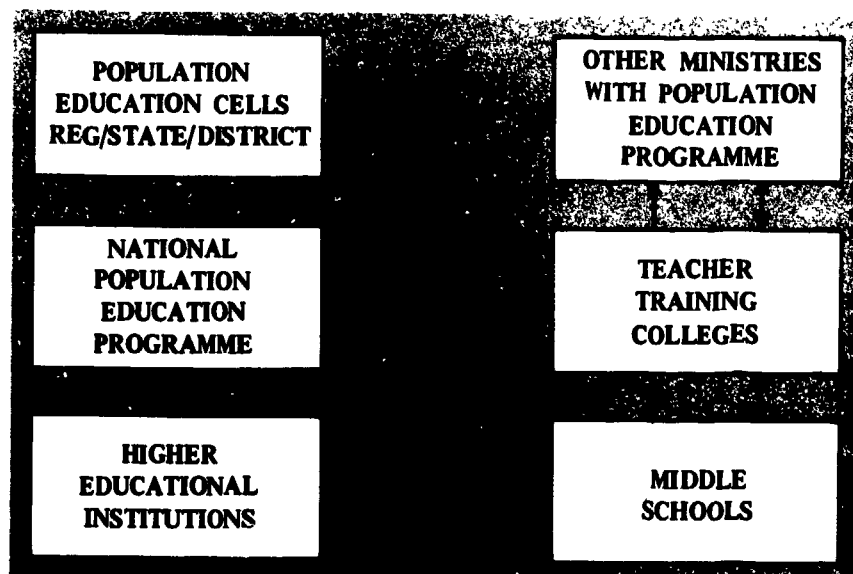 POPULATION
EDUCATION CELLS
REG/STATE/DISTRICT
OTHER MINISTRIES
WITH POPULATION
EDUCATION
PROGRAMME
NATIONAL
POPULATION
EDUCATION
PROGRAMME
TEACHER
TRAINING
COLLEGES
HIGHER
EDUCATIONAL
INSTITUTIONS
MIDDLE
SCHOOLS